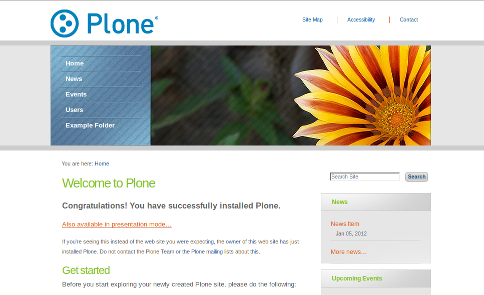 Plone®
Site Map
Accessibility
Contact
Home
News
Events
Users
Example Folder
You are here: Home
Search Site
Search
Welcome to Plone
Congratulations! You have successfully installed Plone.
Also available in presentation mode…
If you're seeing this instead of the web site you were expecting, the owner of this web site has just
installed Plone. Do not contact the Plone Team or the Plone mailing lists about this.
Get started
Before you start exploring your newly created Plone site, please do the following:
News
News Item
Jan 05, 2012
More news…
Upcoming Events